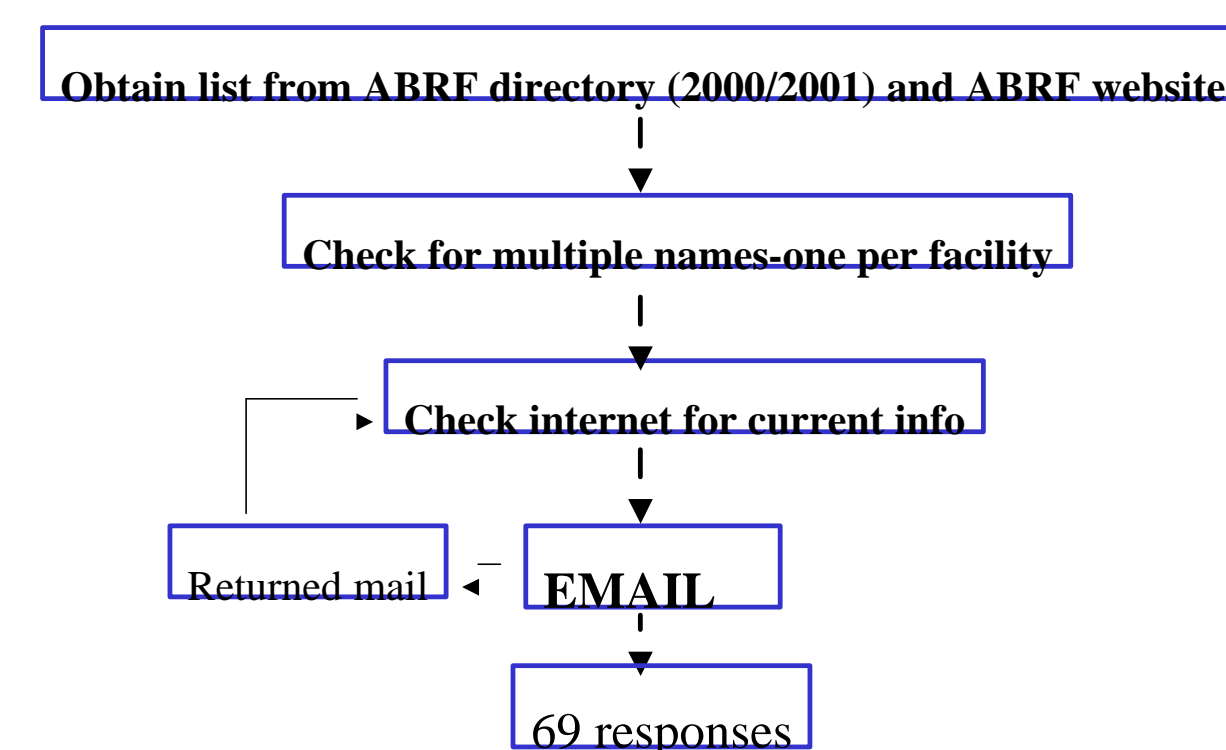 Obtain list from ABRF directory (2000/2001) and ABRF website
Check for multiple names-one per facility
Check internet for current info
Returned mail
EMAIL
69 responses